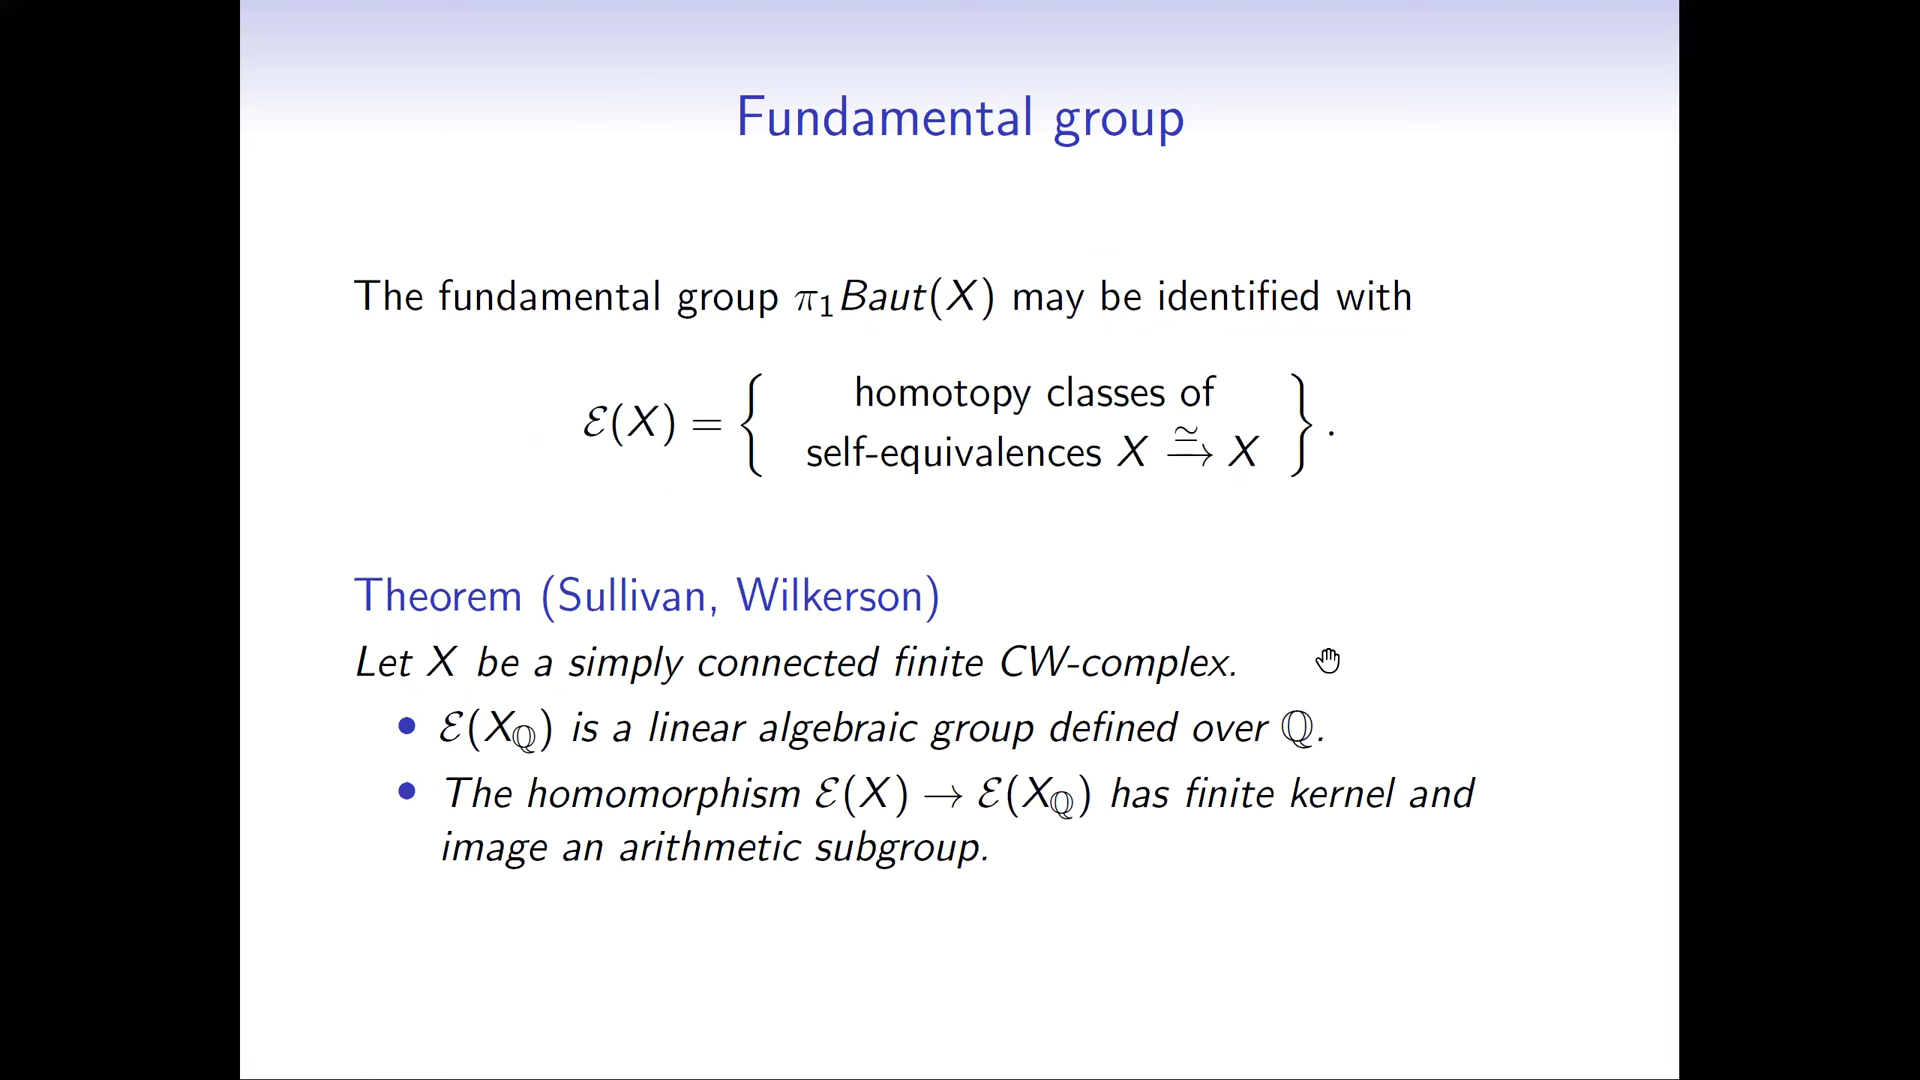 Fundamental group
The fundamental group π₁Baut(X) may be identified with
ℰ(X) = { homotopy classes of
self-equivalences X ≃→ X } .
Theorem (Sullivan, Wilkerson)
Let X be a simply connected finite CW-complex.
• ℰ(X_ℚ) is a linear algebraic group defined over ℚ.
• The homomorphism ℰ(X) → ℰ(X_ℚ) has finite kernel and
image an arithmetic subgroup.